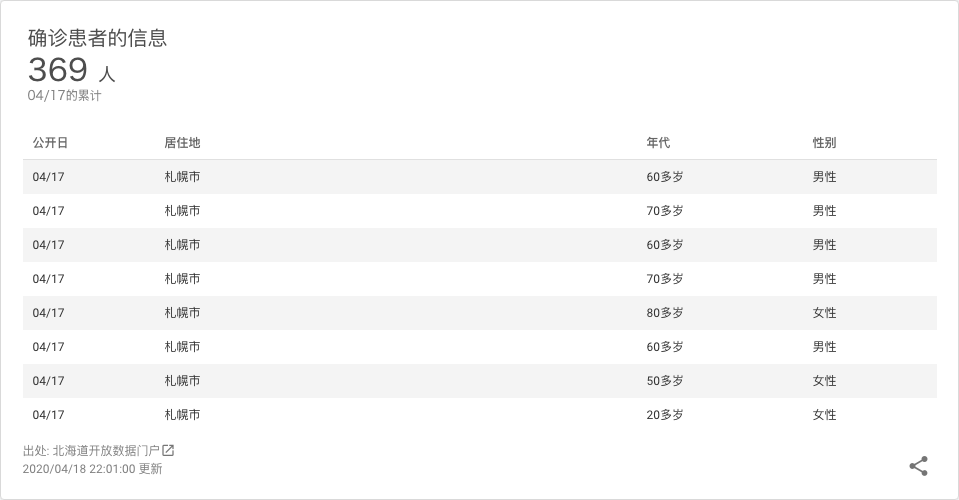 确诊患者的信息
369 人
04/17的累计
公开日 居住地 年代 性别
04/17 札幌市 60多岁 男性
04/17 札幌市 70多岁 男性
04/17 札幌市 60多岁 男性
04/17 札幌市 70多岁 男性
04/17 札幌市 80多岁 女性
04/17 札幌市 60多岁 男性
04/17 札幌市 50多岁 女性
04/17 札幌市 20多岁 女性
出处: 北海道开放数据门户
2020/04/18 22:01:00 更新